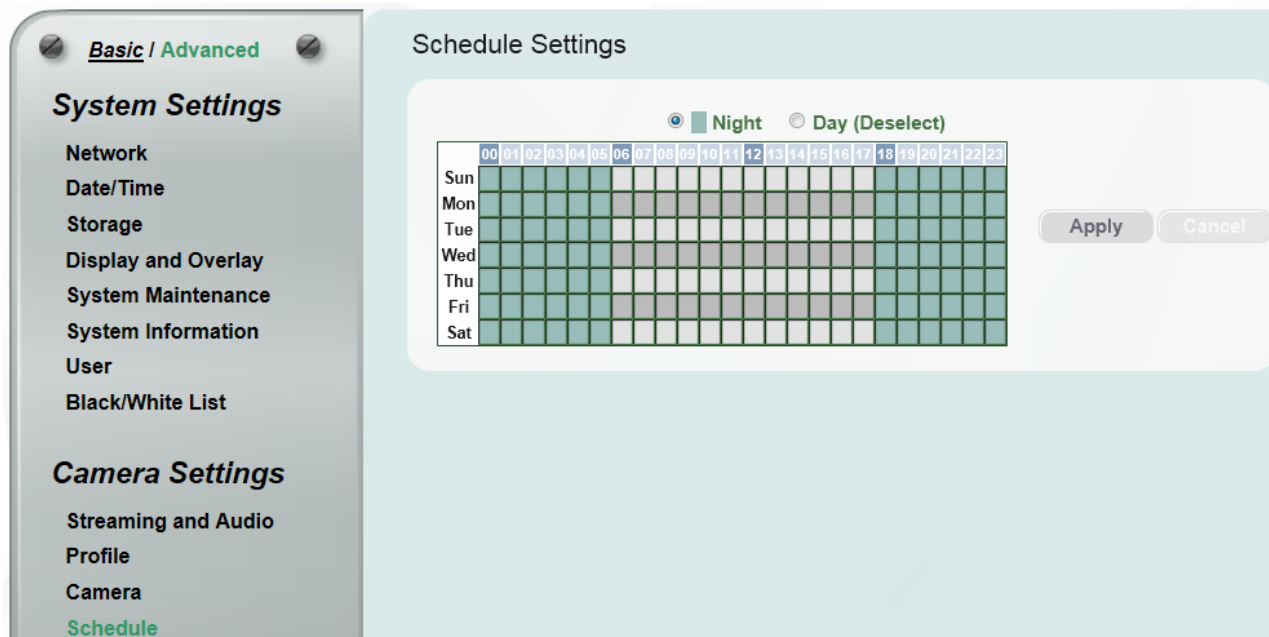 Basic / Advanced
System Settings
Network
Date/Time
Storage
Display and Overlay
System Maintenance
System Information
User
Black/White List
Camera Settings
Streaming and Audio
Profile
Camera
Schedule
Schedule Settings
Night Day (Deselect)
00 01 02 03 04 05 06 07 08 09 10 11 12 13 14 15 16 17 18 19 20 21 22 23
Sun
Mon
Tue
Wed
Thu
Fri
Sat
Apply Cancel